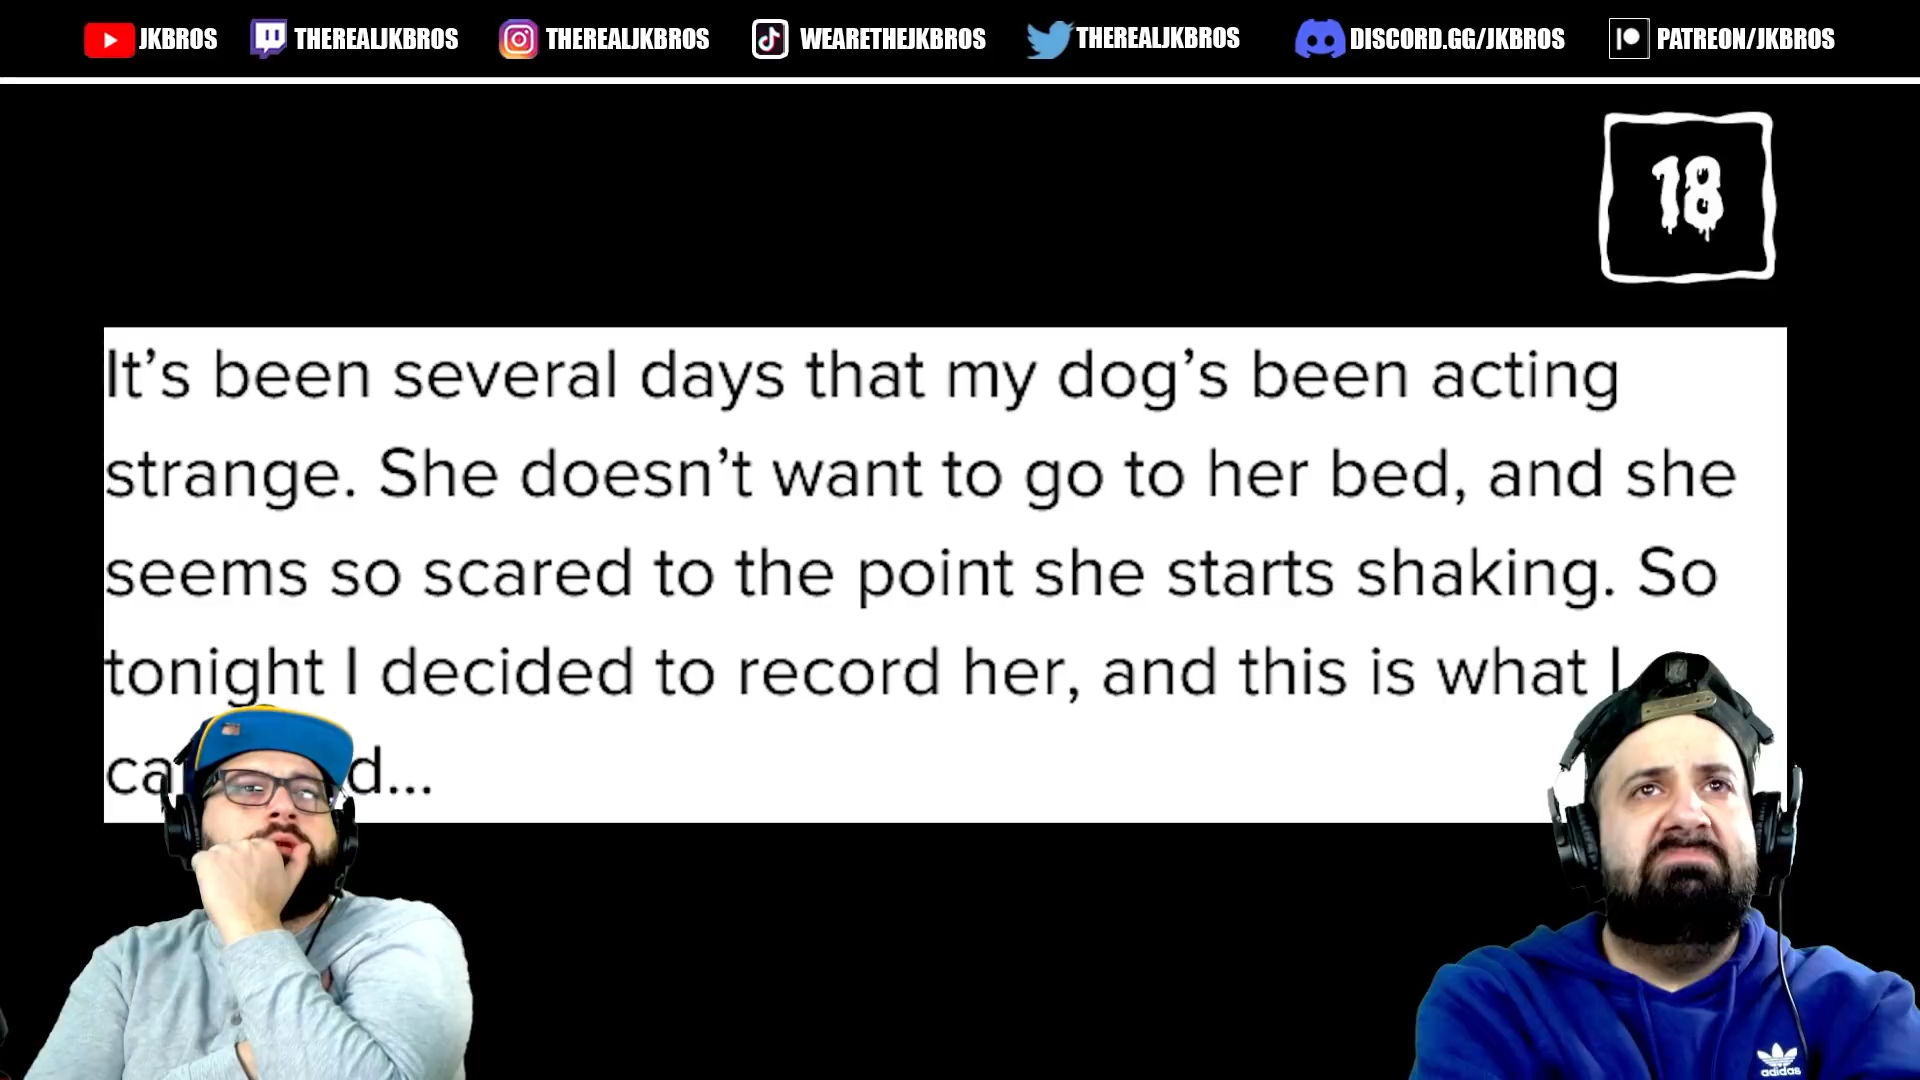 JKBROS THEREALJKBROS THEREALJKBROS WEARETHEJKBROS THEREALJKBROS DISCORD.GG/JKBROS PATREON/JKBROS
18
It's been several days that my dog's been acting
strange. She doesn't want to go to her bed, and she
seems so scared to the point she starts shaking. So
tonight I decided to record her, and this is what I
adidas